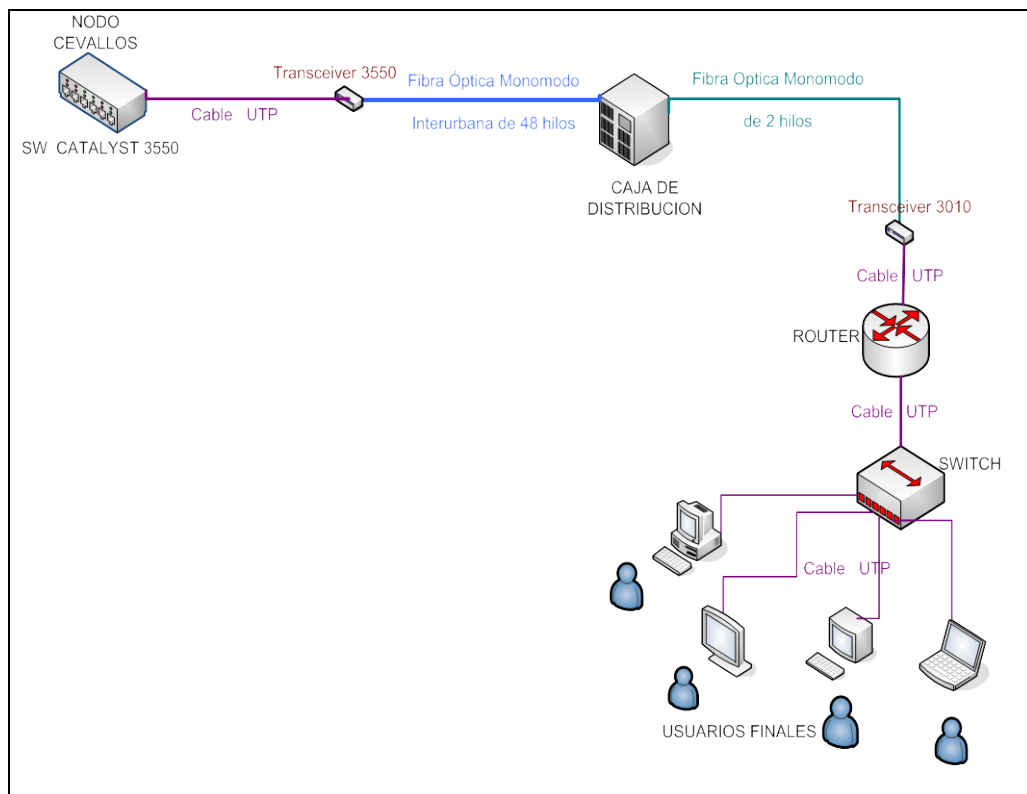 NODO
CEVALLOS
SW CATALYST 3550
Cable UTP
Transceiver 3550
Fibra Óptica Monomodo
Interurbana de 48 hilos
CAJA DE
DISTRIBUCION
Fibra Optica Monomodo
de 2 hilos
Transceiver 3010
Cable UTP
ROUTER
Cable UTP
SWITCH
Cable UTP
USUARIOS FINALES